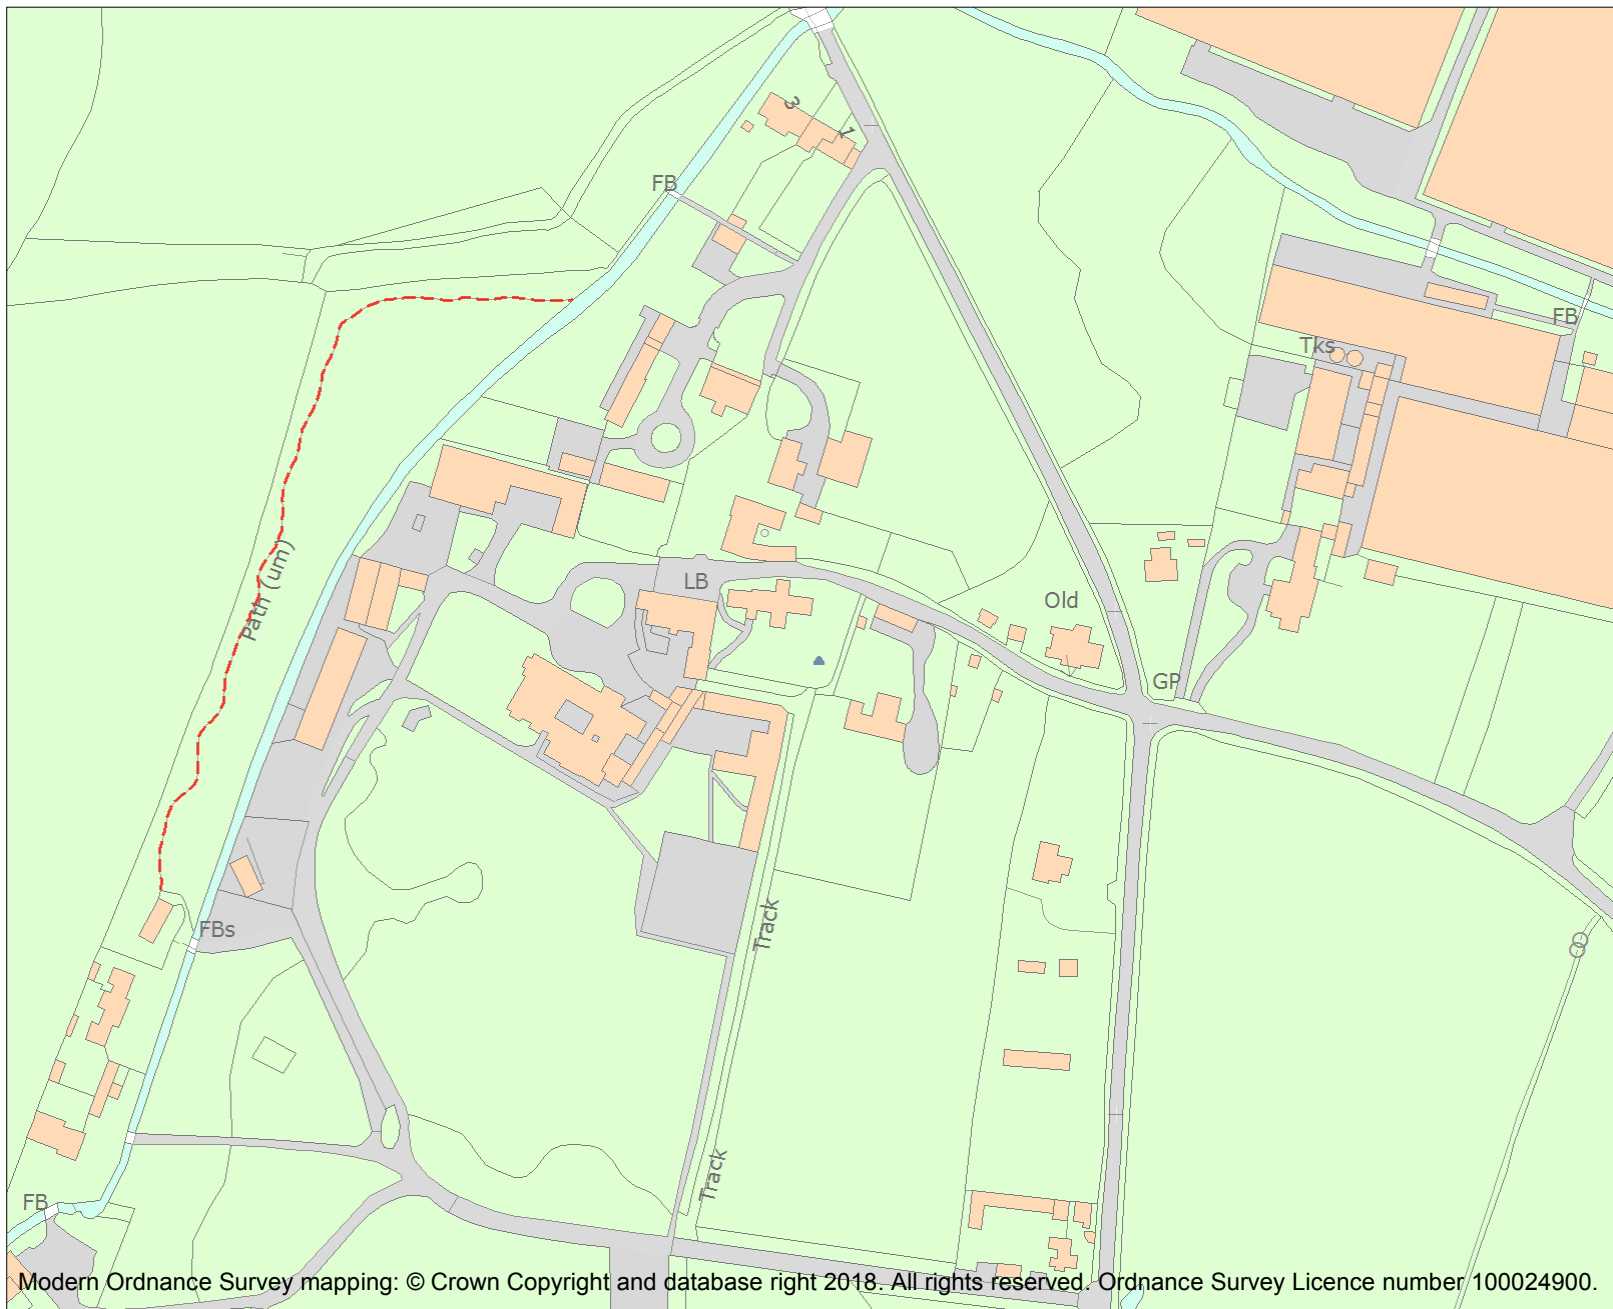 3
1
FB
FB
Tks
Path (um)
LB
Old
GP
FBs
Track
Track
FB
Modern Ordnance Survey mapping: © Crown Copyright and database right 2018. All rights reserved. Ordnance Survey Licence number 100024900.